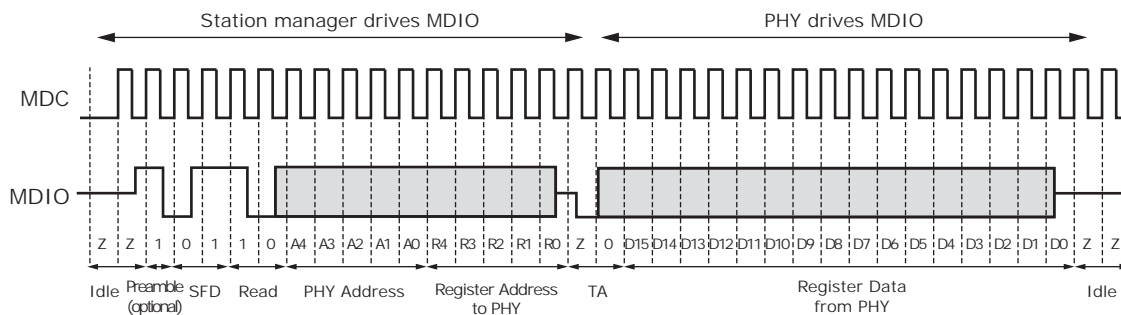 Station manager drives MDIO PHY drives MDIO
MDC
MDIO
Z Z 1 0 1 1 0 A4 A3 A2 A1 A0 R4 R3 R2 R1 R0 Z 0 D15 D14 D13 D12 D11 D10 D9 D8 D7 D6 D5 D4 D3 D2 D1 D0 Z Z
Idle Preamble (optional) SFD Read PHY Address Register Address to PHY TA Register Data from PHY Idle